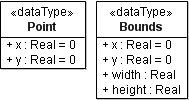 «dataType»
Point
+ x : Real = 0
+ y : Real = 0
«dataType»
Bounds
+ x : Real = 0
+ y : Real = 0
+ width : Real
+ height : Real